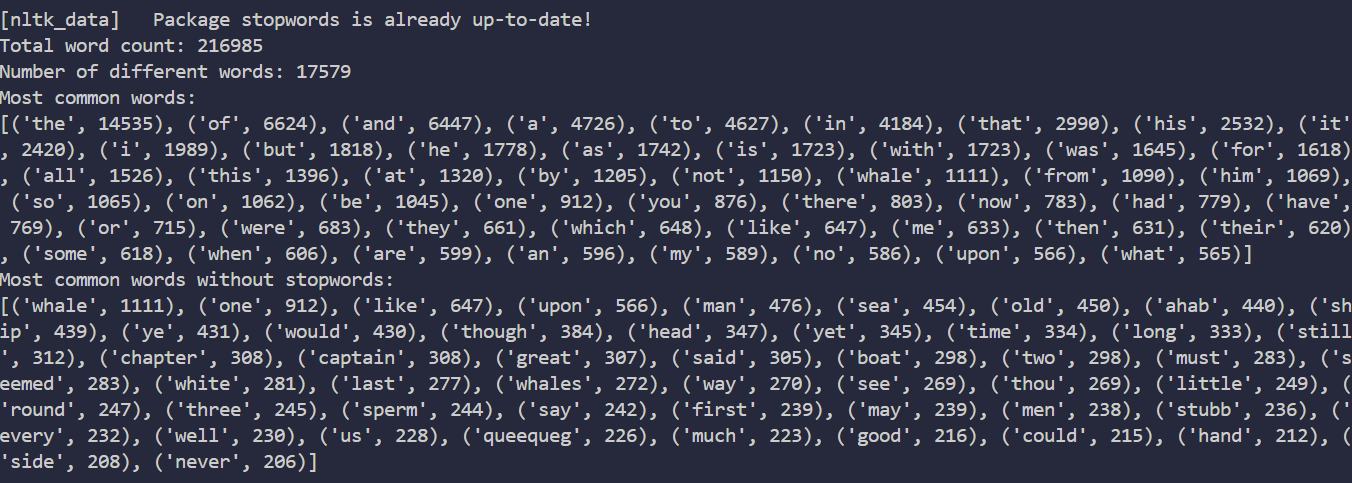 [nltk_data]   Package stopwords is already up-to-date!
Total word count: 216985
Number of different words: 17579
Most common words:
[('the', 14535), ('of', 6624), ('and', 6447), ('a', 4726), ('to', 4627), ('in', 4184), ('that', 2990), ('his', 2532), ('it'
, 2420), ('i', 1989), ('but', 1818), ('he', 1778), ('as', 1742), ('is', 1723), ('with', 1723), ('was', 1645), ('for', 1618)
, ('all', 1526), ('this', 1396), ('at', 1320), ('by', 1205), ('not', 1150), ('whale', 1111), ('from', 1090), ('him', 1069),
 ('so', 1065), ('on', 1062), ('be', 1045), ('one', 912), ('you', 876), ('there', 803), ('now', 783), ('had', 779), ('have',
 769), ('or', 715), ('were', 683), ('they', 661), ('which', 648), ('like', 647), ('me', 633), ('then', 631), ('their', 620)
, ('some', 618), ('when', 606), ('are', 599), ('an', 596), ('my', 589), ('no', 586), ('upon', 566), ('what', 565)]
Most common words without stopwords:
[('whale', 1111), ('one', 912), ('like', 647), ('upon', 566), ('man', 476), ('sea', 454), ('old', 450), ('ahab', 440), ('sh
ip', 439), ('ye', 431), ('would', 430), ('though', 384), ('head', 347), ('yet', 345), ('time', 334), ('long', 333), ('still
', 312), ('chapter', 308), ('captain', 308), ('great', 307), ('said', 305), ('boat', 298), ('two', 298), ('must', 283), ('s
eemed', 283), ('white', 281), ('last', 277), ('whales', 272), ('way', 270), ('see', 269), ('thou', 269), ('little', 249), (
'round', 247), ('three', 245), ('sperm', 244), ('say', 242), ('first', 239), ('may', 239), ('men', 238), ('stubb', 236), ('
every', 232), ('well', 230), ('us', 228), ('queequeg', 226), ('much', 223), ('good', 216), ('could', 215), ('hand', 212), (
'side', 208), ('never', 206)]